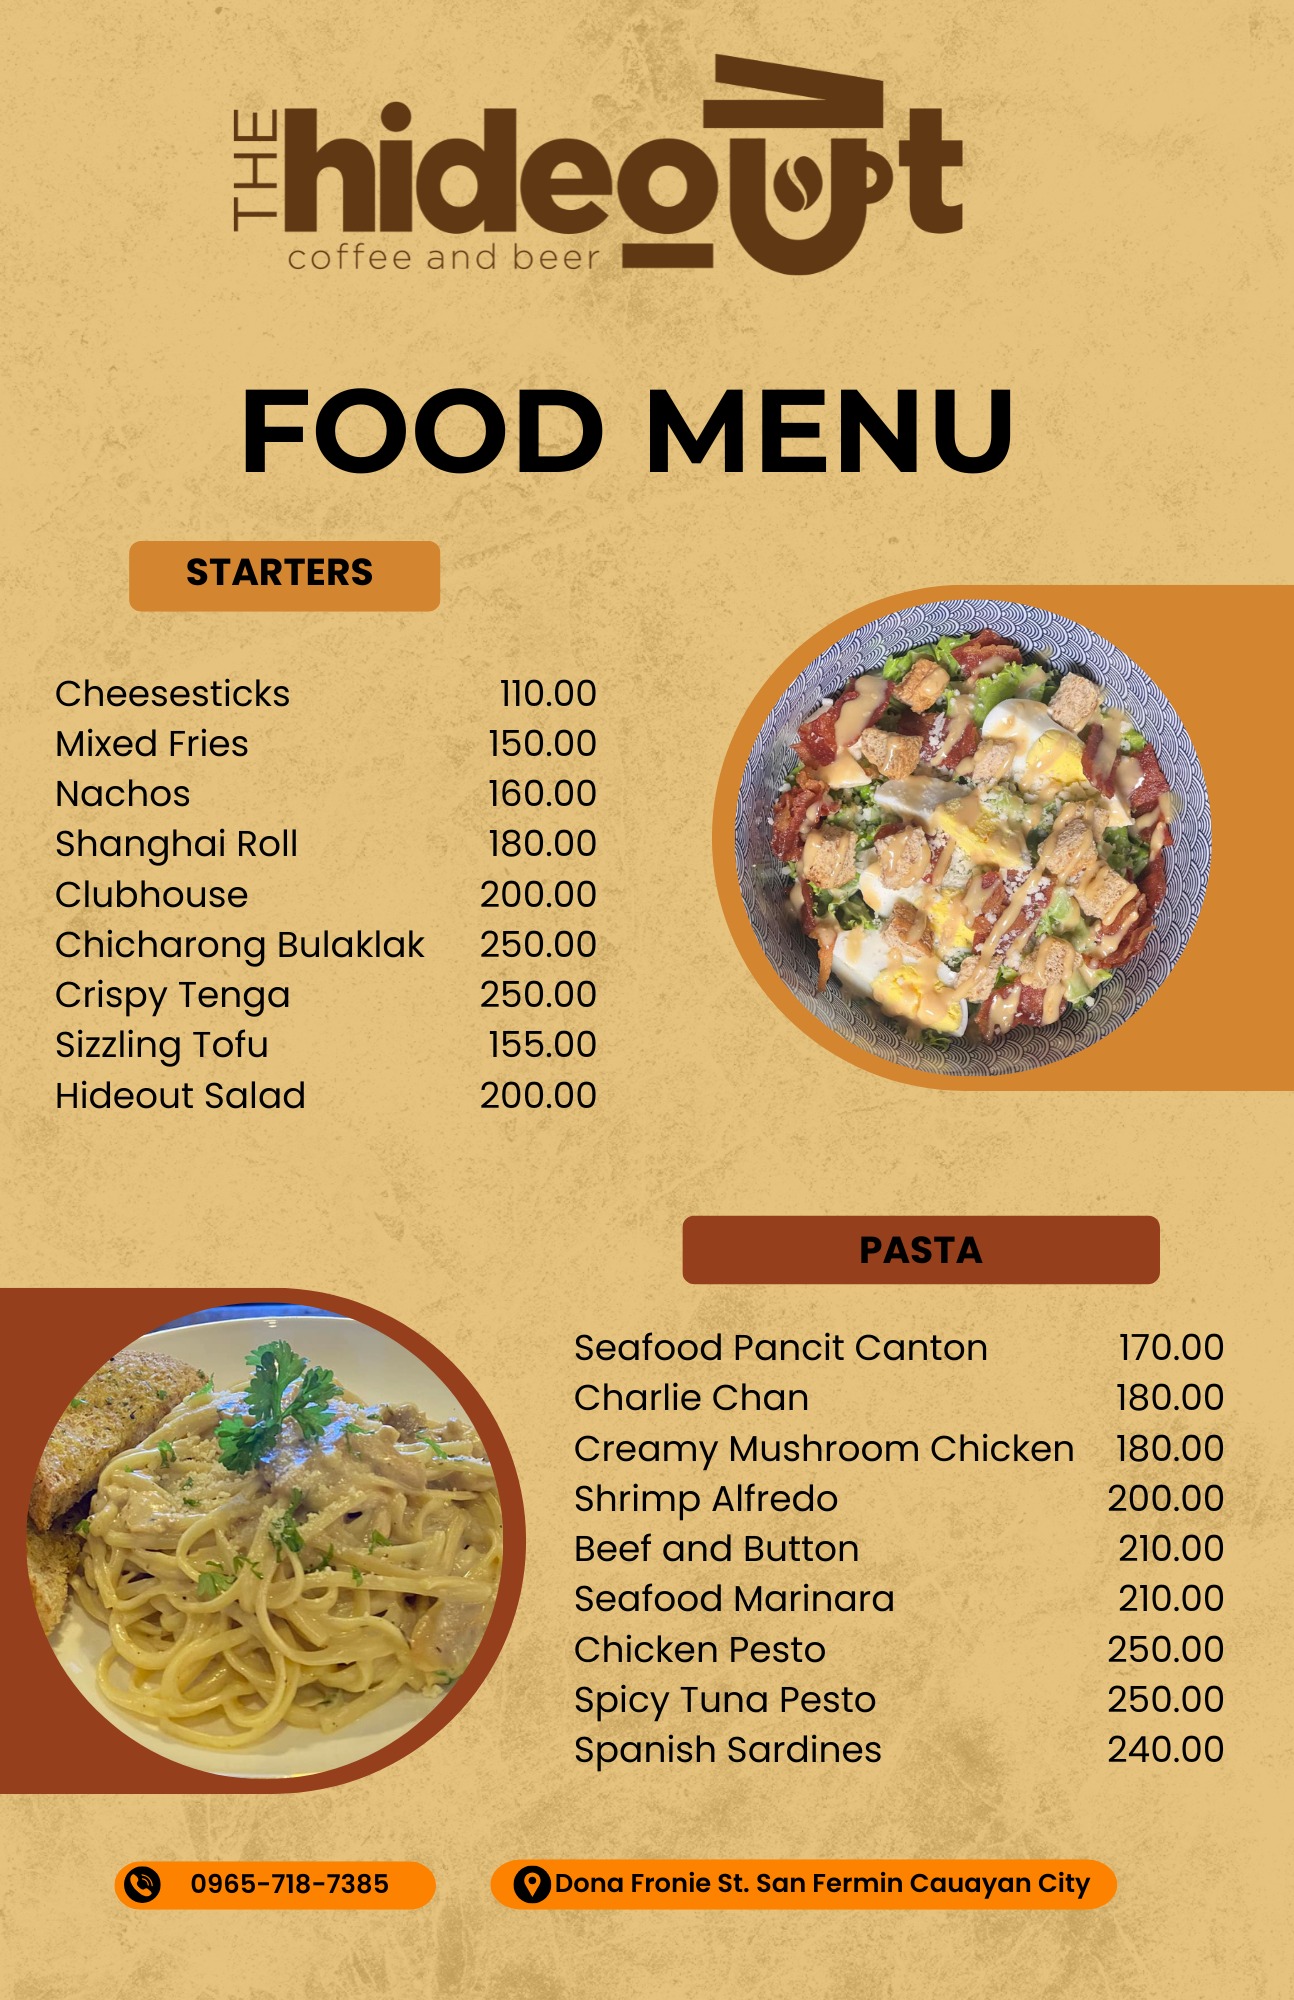 THE hideout
coffee and beer
FOOD MENU
STARTERS
Cheesesticks 110.00
Mixed Fries 150.00
Nachos 160.00
Shanghai Roll 180.00
Clubhouse 200.00
Chicharong Bulaklak 250.00
Crispy Tenga 250.00
Sizzling Tofu 155.00
Hideout Salad 200.00
PASTA
Seafood Pancit Canton 170.00
Charlie Chan 180.00
Creamy Mushroom Chicken 180.00
Shrimp Alfredo 200.00
Beef and Button 210.00
Seafood Marinara 210.00
Chicken Pesto 250.00
Spicy Tuna Pesto 250.00
Spanish Sardines 240.00
0965-718-7385
Dona Fronie St. San Fermin Cauayan City